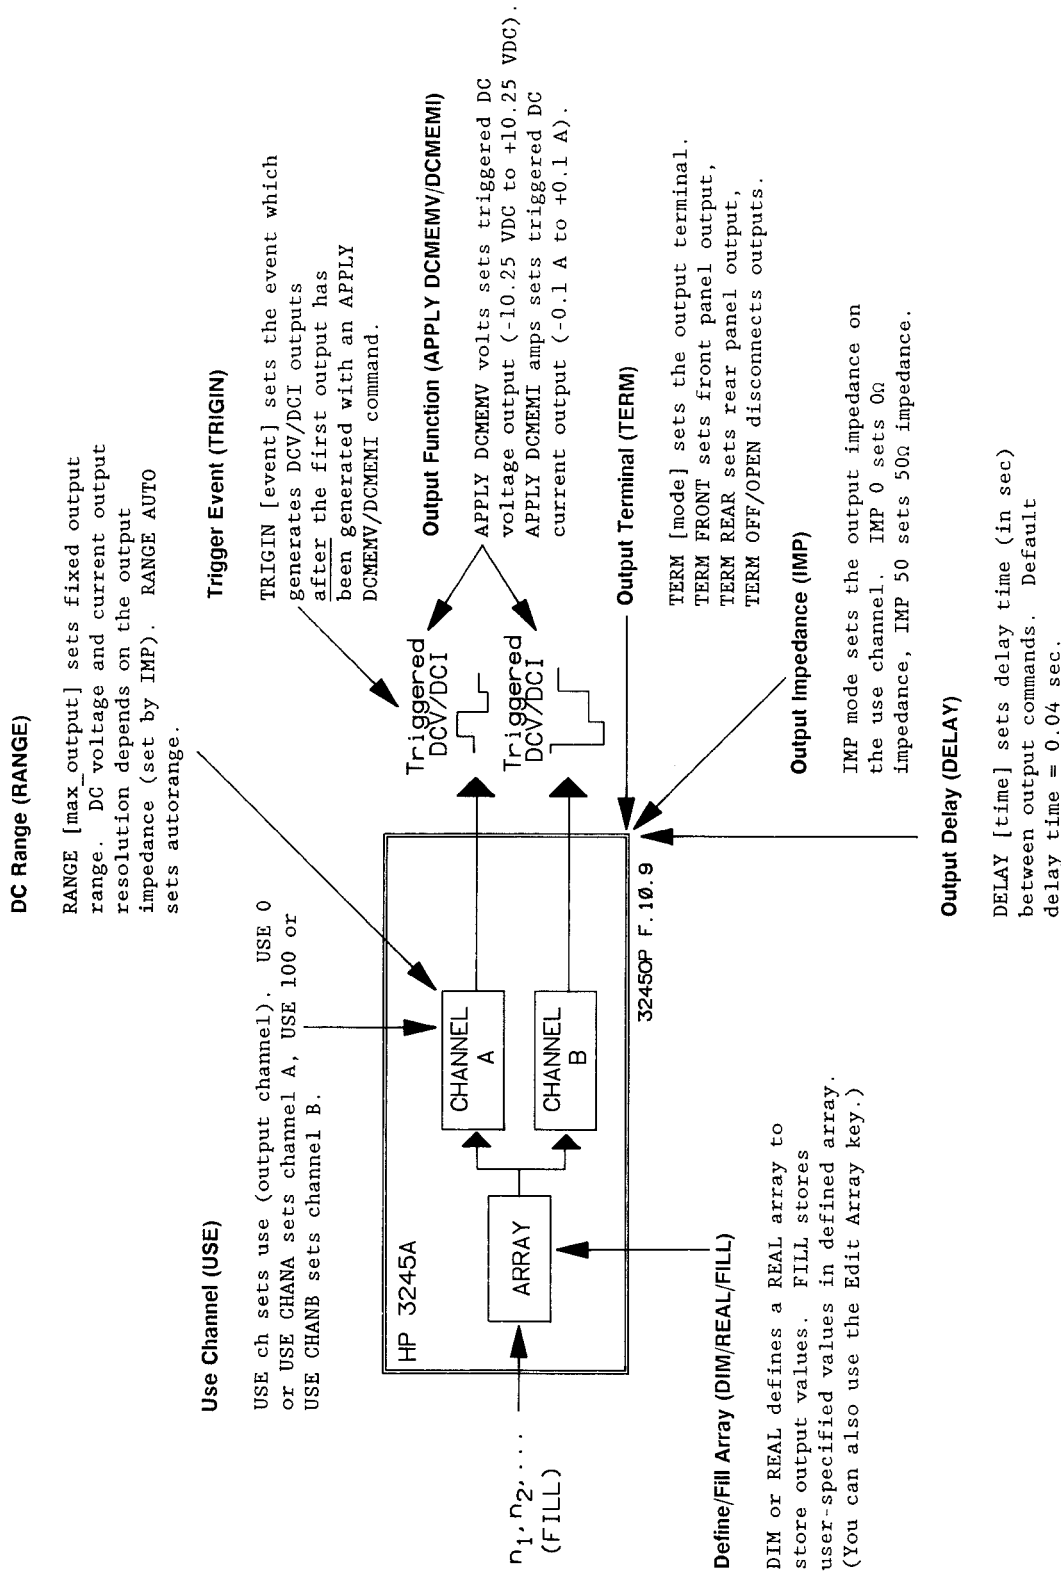 DC Range (RANGE)
RANGE [max_output] sets fixed output
range. DC voltage and current output
resolution depends on the output
impedance (set by IMP). RANGE AUTO
sets autorange.
Use Channel (USE)
USE ch sets use (output channel). USE 0
or USE CHANA sets channel A, USE 100 or
USE CHANB sets channel B.
Trigger Event (TRIGIN)
TRIGIN [event] sets the event which
generates DCV/DCI outputs
after the first output has
been generated with an APPLY
DCMEMV/DCMEMI command.
HP 3245A
n1, n2, ....
(FILL)
ARRAY
CHANNEL
A
CHANNEL
B
Triggered
DCV/DCI
Triggered
DCV/DCI
3245OP F.10.9
Output Function (APPLY DCMEMV/DCMEMI)
APPLY DCMEMV volts sets triggered DC
voltage output (-10.25 VDC to +10.25 VDC).
APPLY DCMEMI amps sets triggered DC
current output (-0.1 A to +0.1 A).
Output Terminal (TERM)
TERM [mode] sets the output terminal.
TERM FRONT sets front panel output,
TERM REAR sets rear panel output,
TERM OFF/OPEN disconnects outputs.
Define/Fill Array (DIM/REAL/FILL)
DIM or REAL defines a REAL array to
store output values. FILL stores
user-specified values in defined array.
(You can also use the Edit Array key.)
Output Impedance (IMP)
IMP mode sets the output impedance on
the use channel. IMP 0 sets 0Ω
impedance, IMP 50 sets 50Ω impedance.
Output Delay (DELAY)
DELAY [time] sets delay time (in sec)
between output commands. Default
delay time = 0.04 sec.